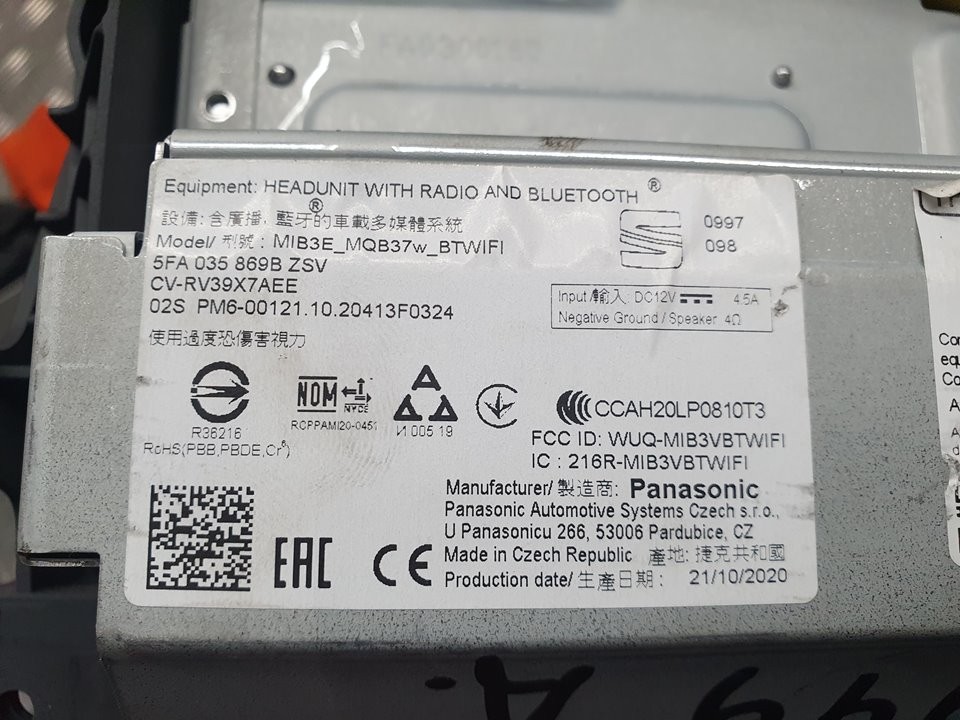 Equipment: HEADUNIT WITH RADIO AND BLUETOOTH ®
設備: 含廣播, 藍牙®的車載多媒體系統
Model/ 型號 : MIB3E_MQB37w_BTWIFI
0997
098
5FA 035 869B ZSV
CV-RV39X7AEE
02S PM6-00121.10.20413F0324
Input/輸入: DC12V 4.5A
Negative Ground / Speaker 4Ω
使用過度恐傷害視力
R36216
RoHS(PBB,PBDE,Cr⁶)
NOM
NYCE
RCPPAMI20-0451
И 005 19
CCAH20LP0810T3
FCC ID: WUQ-MIB3VBTWIFI
IC : 216R-MIB3VBTWIFI
Manufacturer/ 製造商: Panasonic
Panasonic Automotive Systems Czech s.r.o.,
U Panasonicu 266, 53006 Pardubice, CZ
Made in Czech Republic 產地: 捷克共和國
Production date/ 生產日期 : 21/10/2020
EAC
CE